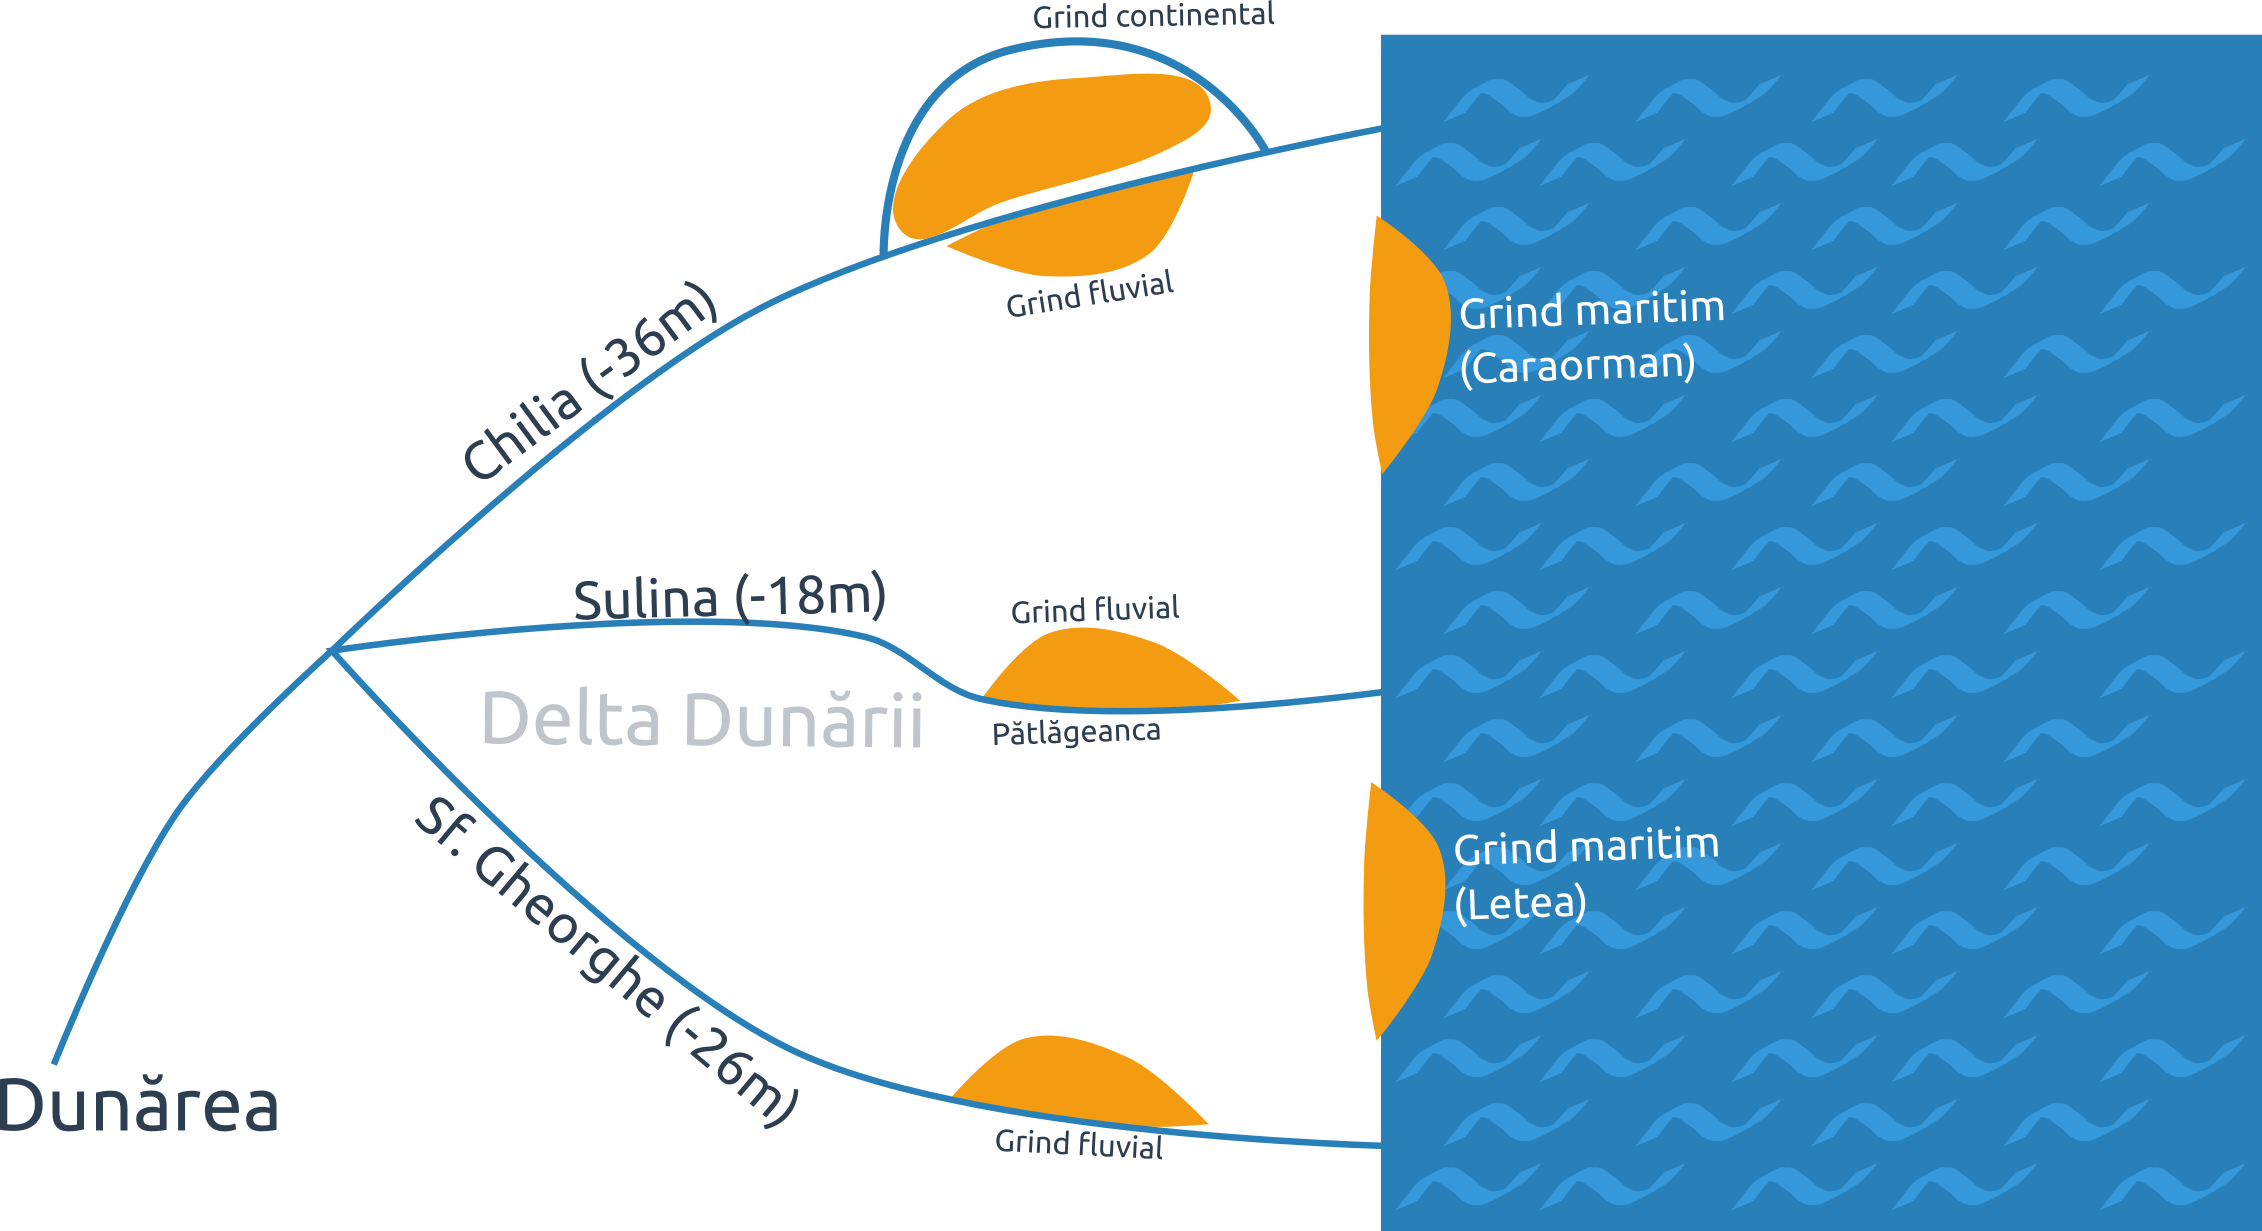 Grind continental
Grind fluvial
Chilia (-36m)
Grind maritim
(Caraorman)
Sulina (-18m)
Grind fluvial
Delta Dunării
Pătlăgeanca
Sf. Gheorghe (-26m)
Grind maritim
(Letea)
Dunărea
Grind fluvial